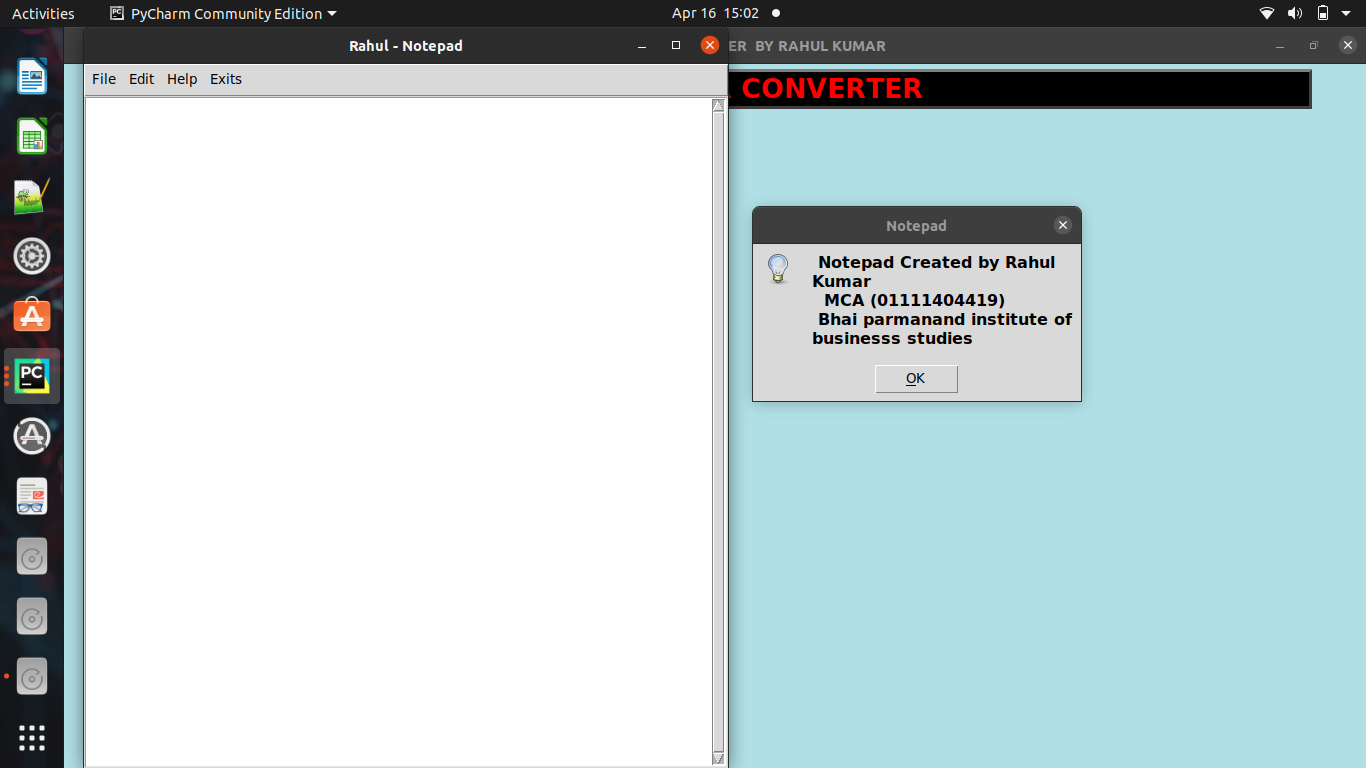 Activities
PyCharm Community Edition
Apr 16 15:02
Rahul - Notepad
BY RAHUL KUMAR
File Edit Help Exits
CONVERTER
Notepad
Notepad Created by Rahul
Kumar
MCA (01111404419)
Bhai parmanand institute of
businesss studies
OK
PC